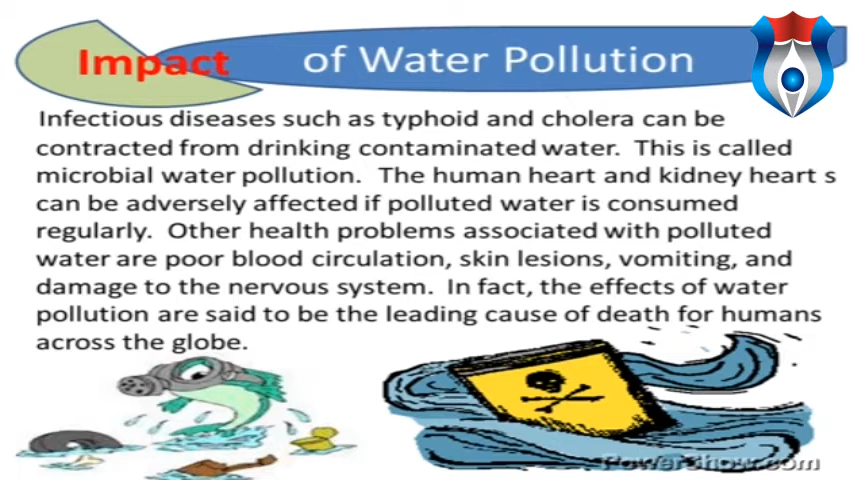 Impact of Water Pollution
Infectious diseases such as typhoid and cholera can be
contracted from drinking contaminated water. This is called
microbial water pollution. The human heart and kidney heart s
can be adversely affected if polluted water is consumed
regularly. Other health problems associated with polluted
water are poor blood circulation, skin lesions, vomiting, and
damage to the nervous system. In fact, the effects of water
pollution are said to be the leading cause of death for humans
across the globe.
PowerShow.com